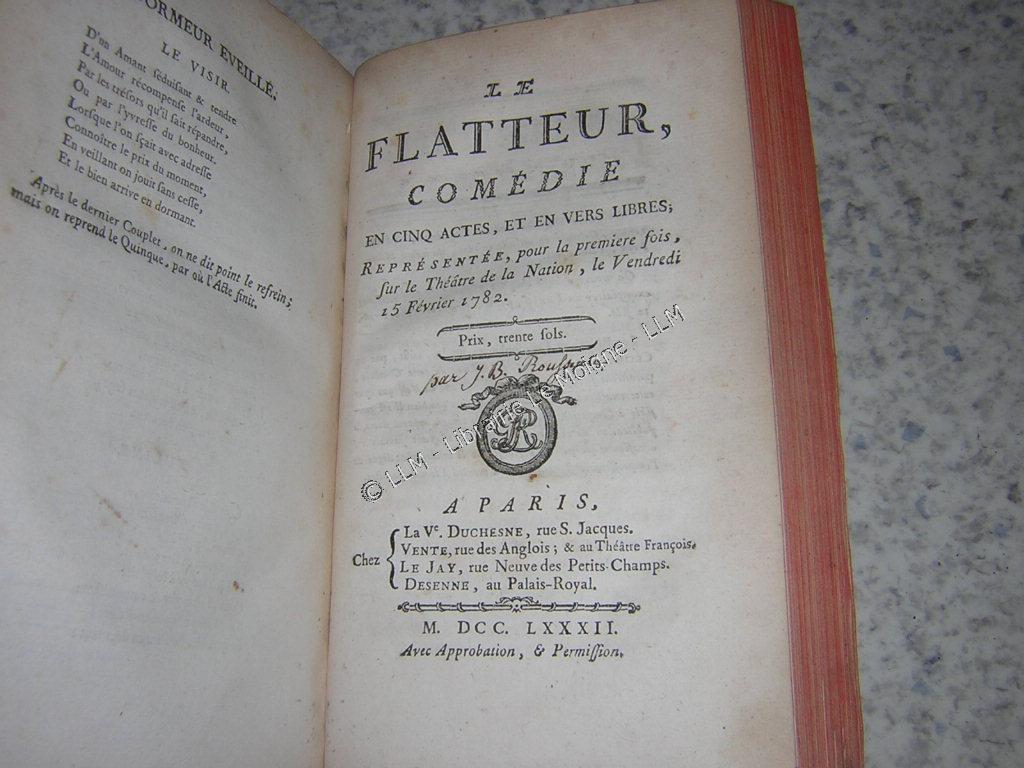 DORMEUR EVEILLÉ.
LE VISIR
D'un Amant ſéduiſant & tendre
L'Amour récompenſe l'ardeur,
Par les tréſors qu'il ſait répandre,
Ou par l'yvreſſe du bonheur.
Lorſque l'on ſçait avec adreſſe
Connoître le prix du moment,
En veillant on jouit ſans ceſſe,
Et le bien arrive en dormant.
Après le dernier Couplet, on ne dit point le refrein;
mais on reprend le Quinque, par où l'Acte finit.
LE
FLATTEUR,
COMÉDIE
EN CINQ ACTES, ET EN VERS LIBRES;
REPRÉSENTÉE, pour la premiere fois,
ſur le Théâtre de la Nation, le Vendredi
15 Février 1782.
Prix, trente ſols.
par J. B.
R
© LLM - Librairie Le Moigne - LLM
A PARIS,
Chez
La Ve. DUCHESNE, rue S. Jacques.
VENTE, rue des Anglois; & au Théâtre François.
LE JAY, rue Neuve des Petits-Champs.
DESENNE, au Palais-Royal.
M. DCC. LXXXII.
Avec Approbation, & Permiſſion.